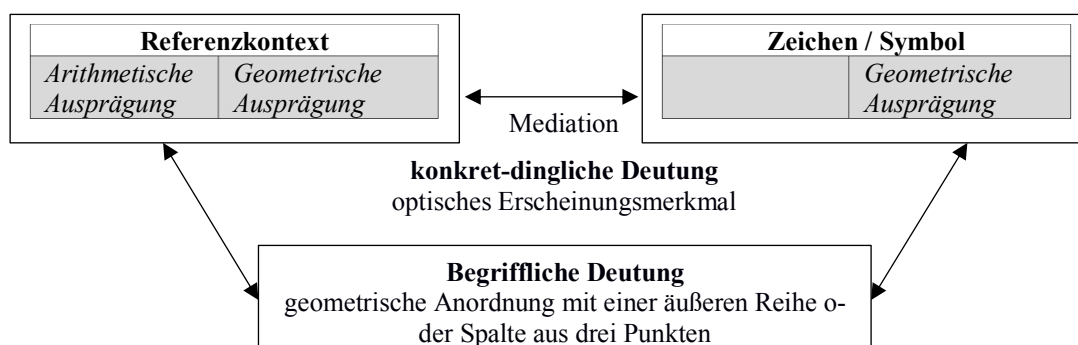 Referenzkontext
Arithmetische Ausprägung
Geometrische Ausprägung
Zeichen / Symbol
Geometrische Ausprägung
Mediation
konkret-dingliche Deutung
optisches Erscheinungsmerkmal
Begriffliche Deutung
geometrische Anordnung mit einer äußeren Reihe o-
der Spalte aus drei Punkten